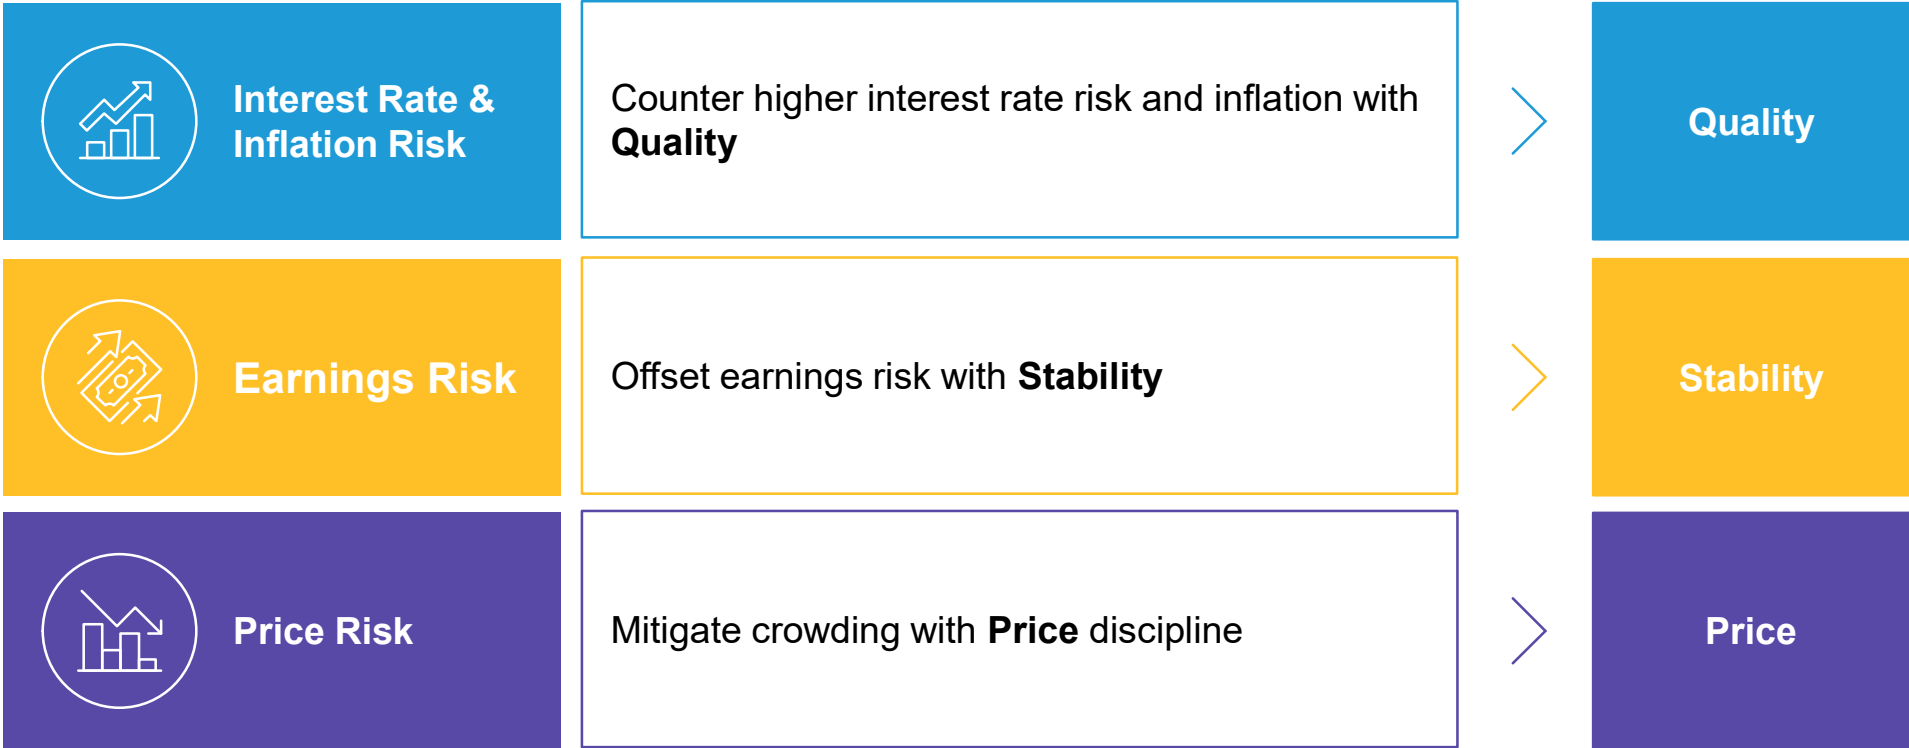 Interest Rate &
Inflation Risk
Counter higher interest rate risk and inflation with
Quality
Quality
Earnings Risk
Offset earnings risk with Stability
Stability
Price Risk
Mitigate crowding with Price discipline
Price